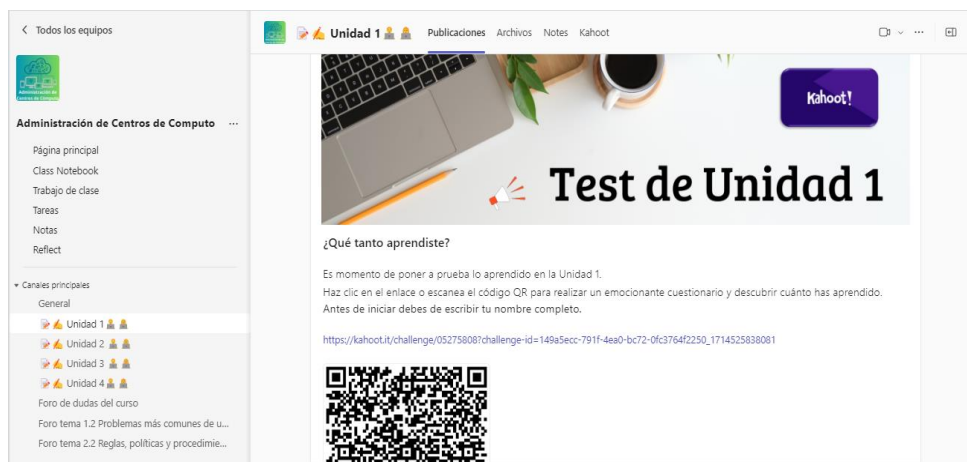 Todos los equipos
Administración de Centros de Computo
Administración de Centros de Computo
Página principal
Class Notebook
Trabajo de clase
Tareas
Notas
Reflect
Canales principales
General
Unidad 1
Unidad 2
Unidad 3
Unidad 4
Foro de dudas del curso
Foro tema 1.2 Problemas más comunes de u...
Foro tema 2.2 Reglas, políticas y procedimie...
Unidad 1 Publicaciones Archivos Notes Kahoot
Kahoot!
Test de Unidad 1
¿Qué tanto aprendiste?
Es momento de poner a prueba lo aprendido en la Unidad 1.
Haz clic en el enlace o escanea el código QR para realizar un emocionante cuestionario y descubrir cuánto has aprendido.
Antes de iniciar debes de escribir tu nombre completo.
https://kahoot.it/challenge/05275808?challenge-id=149a5ecc-791f-4ea0-bc72-0fc3764f2250_1714525838081